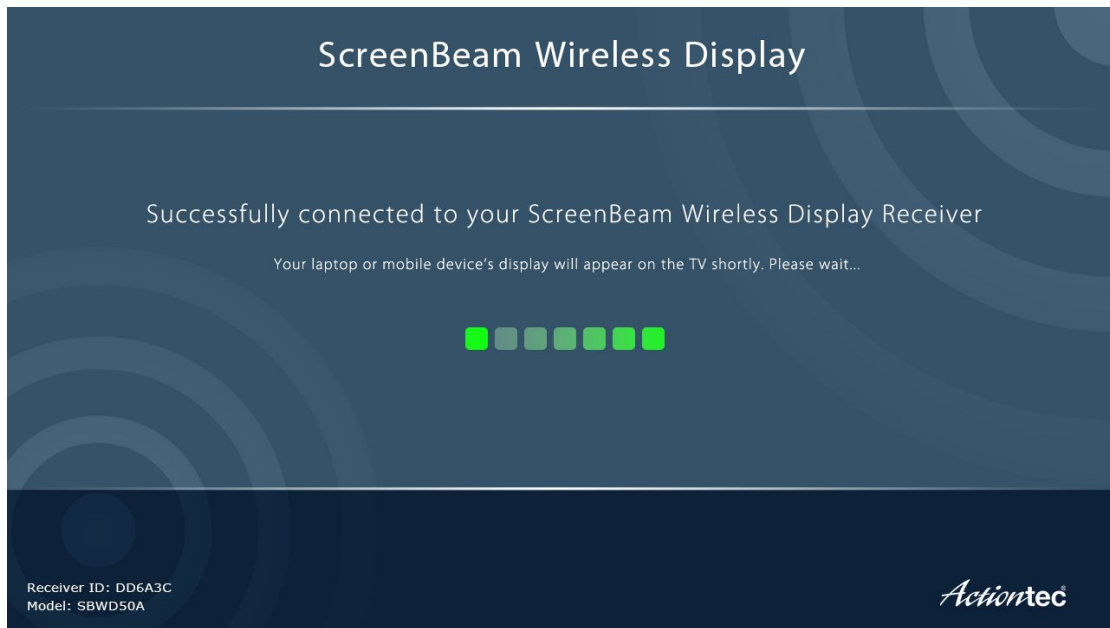 ScreenBeam Wireless Display
Successfully connected to your ScreenBeam Wireless Display Receiver
Your laptop or mobile device's display will appear on the TV shortly. Please wait...
Receiver ID: DD6A3C
Model: SBWD50A
Actiontec®